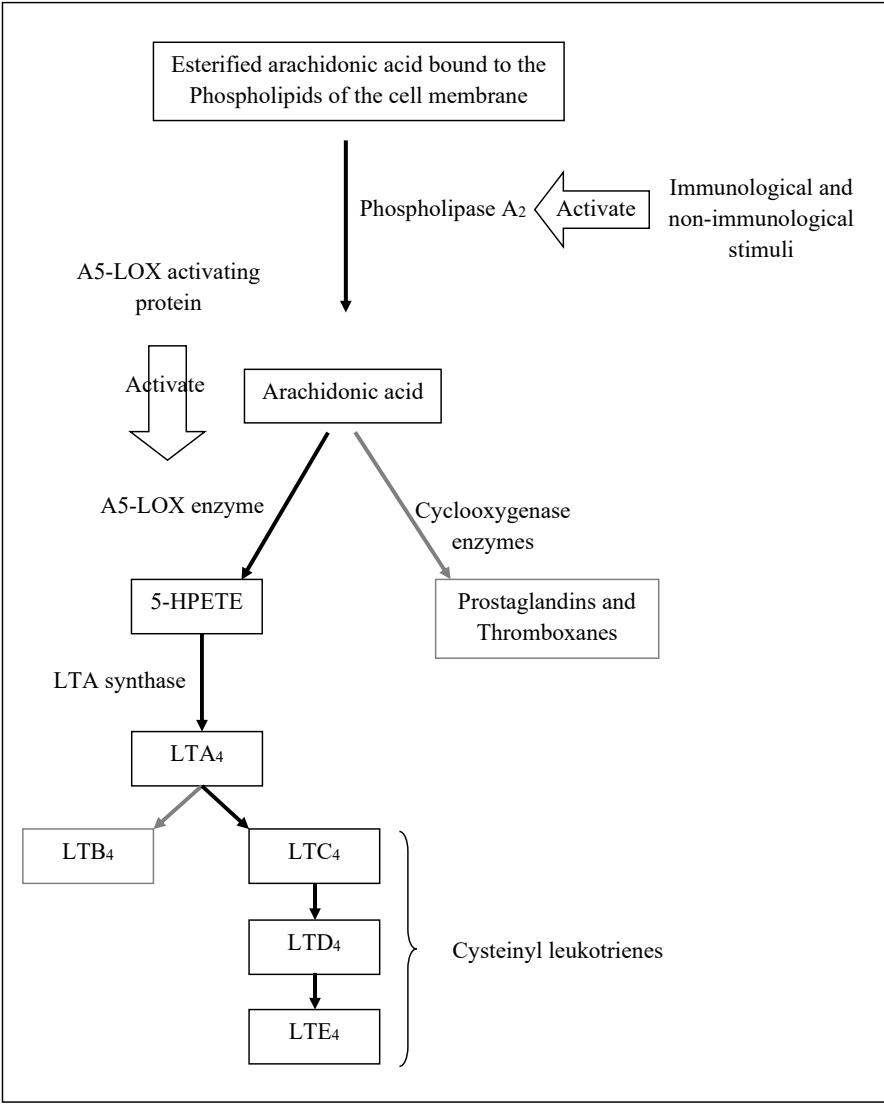 Esterified arachidonic acid bound to the
Phospholipids of the cell membrane
Phospholipase A₂
Activate
Immunological and
non-immunological
stimuli
A5-LOX activating
protein
Activate
Arachidonic acid
A5-LOX enzyme
Cyclooxygenase
enzymes
5-HPETE
Prostaglandins and
Thromboxanes
LTA synthase
LTA₄
LTB₄
LTC₄
LTD₄
Cysteinyl leukotrienes
LTE₄